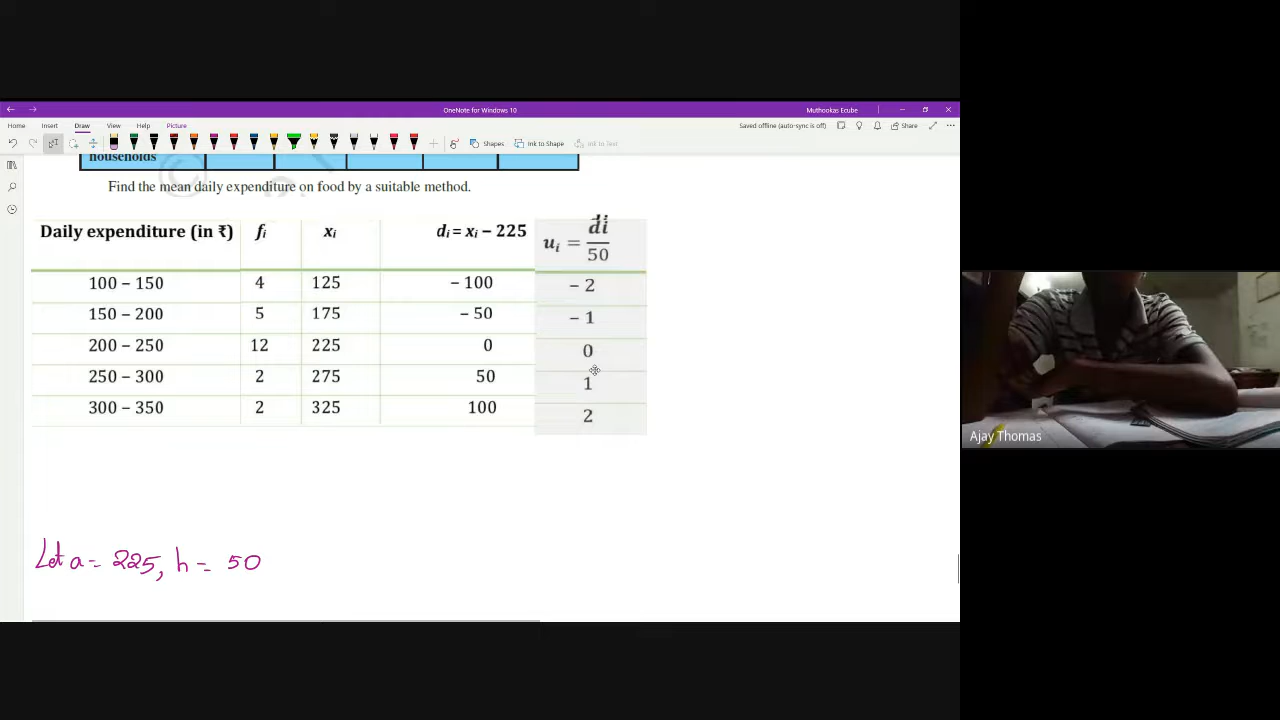 OneNote for Windows 10
Muthookas Ecube
Home Insert Draw View Help Picture
Saved offline (auto-sync is off)
Share
Shapes Ink to Shape Ink to Text
households
Find the mean daily expenditure on food by a suitable method.
Daily expenditure (in ₹) fᵢ xᵢ dᵢ = xᵢ − 225 uᵢ = di/50
100 − 150 4 125 − 100 − 2
150 − 200 5 175 − 50 − 1
200 − 250 12 225 0 0
250 − 300 2 275 50 1
300 − 350 2 325 100 2
Let a = 225, h = 50
Ajay Thomas